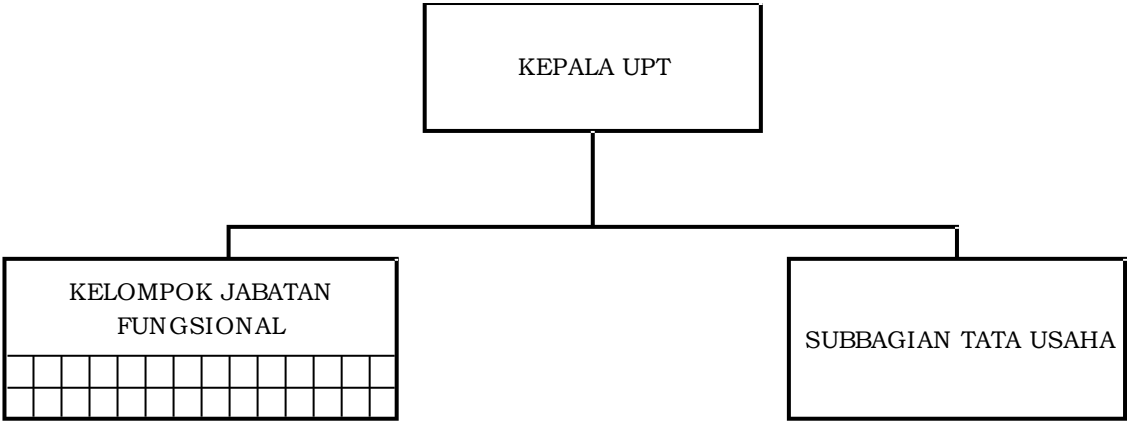 KEPALA UPT
KELOMPOK JABATAN
FUNGSIONAL
SUBBAGIAN TATA USAHA